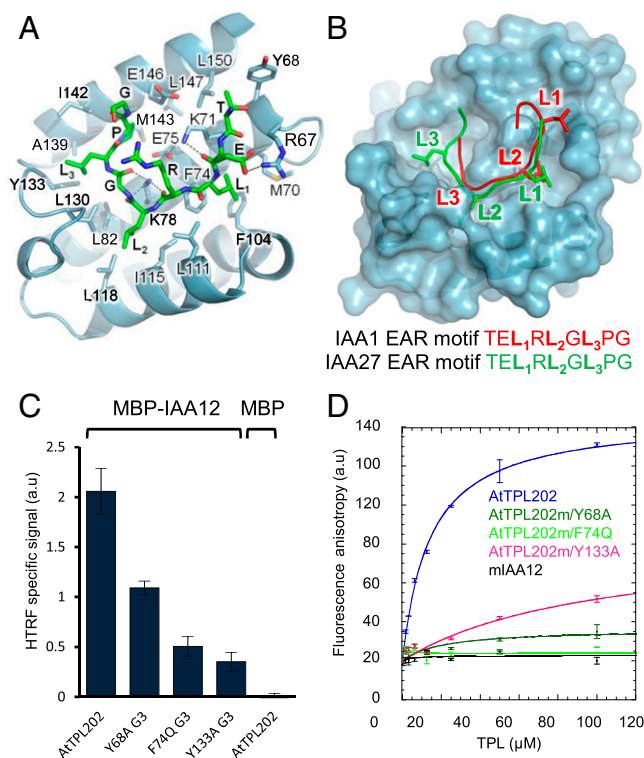 A
L150
Y68
G
E146
L147
I142
T
P
M143
K71
E
R67
A139
E75
L₃
R
M70
Y133
G
F74
L₁
L130
K78
L82
F104
L₂
L111
I115
L118
B
L1
L3
L2
L1
L3
L2
IAA1 EAR motif TEL₁RL₂GL₃PG
IAA27 EAR motif TEL₁RL₂GL₃PG
C
MBP-IAA12 MBP
HTRF specific signal (a.u)
2.5
2
1.5
1
0.5
0
AtTPL202
Y68A G3
F74Q G3
Y133A G3
AtTPL202
D
Fluorescence anisotropy (a.u)
140
100
120
80
60
40
20
0
AtTPL202
AtTPL202m/Y68A
AtTPL202m/F74Q
AtTPL202m/Y133A
mIAA12
0 20 40 60 80 100 120
TPL (µM)